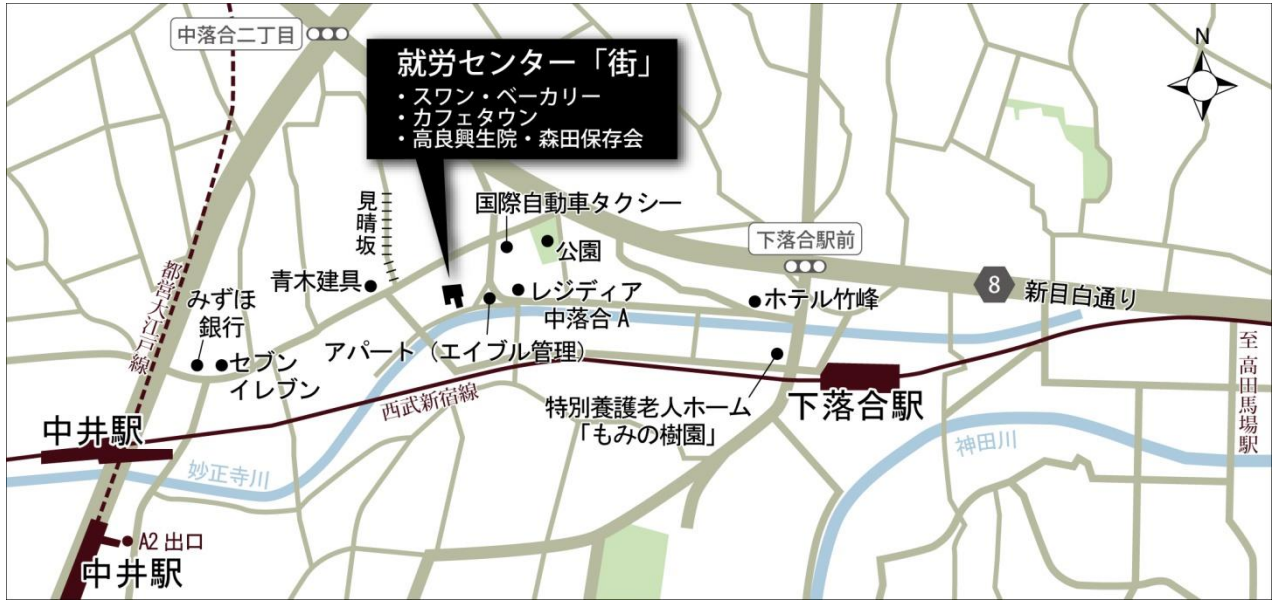 中落合二丁目
就労センター「街」
・スワン・ベーカリー
・カフェタウン
・高良興生院・森田保存会
N
見晴坂
国際自動車タクシー
公園
下落合駅前
青木建具
都営大江戸線
みずほ
銀行
レジディア
中落合 A
ホテル竹峰
8
新目白通り
セブン
イレブン
アパート（エイブル管理）
西武新宿線
特別養護老人ホーム
「もみの樹園」
下落合駅
至 高田馬場駅
中井駅
妙正寺川
神田川
A2 出口
中井駅